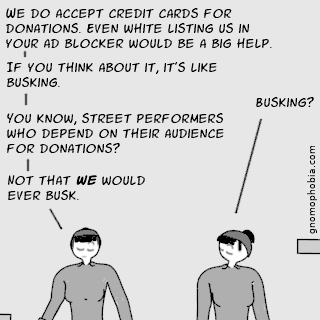 WE DO ACCEPT CREDIT CARDS FOR
DONATIONS. EVEN WHITE LISTING US IN
YOUR AD BLOCKER WOULD BE A BIG HELP.
IF YOU THINK ABOUT IT, IT'S LIKE
BUSKING.
BUSKING?
YOU KNOW, STREET PERFORMERS
WHO DEPEND ON THEIR AUDIENCE
FOR DONATIONS?
NOT THAT WE WOULD
EVER BUSK.
gnomophobia.com